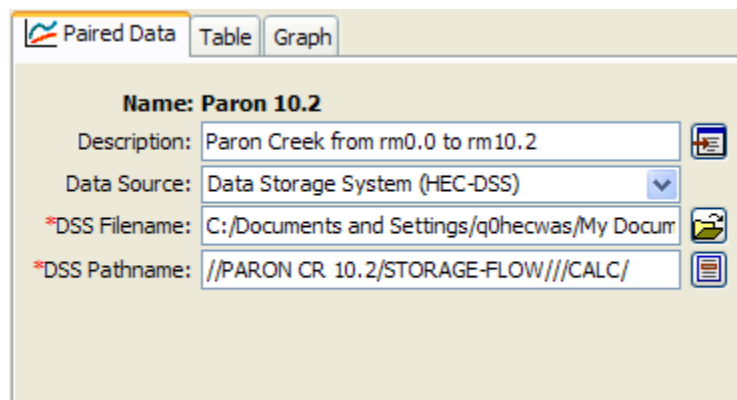 Paired Data Table Graph
Name: Paron 10.2
Description: Paron Creek from rm0.0 to rm10.2
Data Source: Data Storage System (HEC-DSS)
*DSS Filename: C:/Documents and Settings/q0hecwas/My Docum
*DSS Pathname: //PARON CR 10.2/STORAGE-FLOW///CALC/